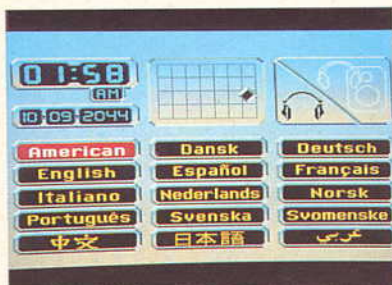 01:58
AM
10-09-2044
American Dansk Deutsch
English Español Français
Italiano Nederlands Norsk
Português Svenska Svomenske
中文 日本語 عربي